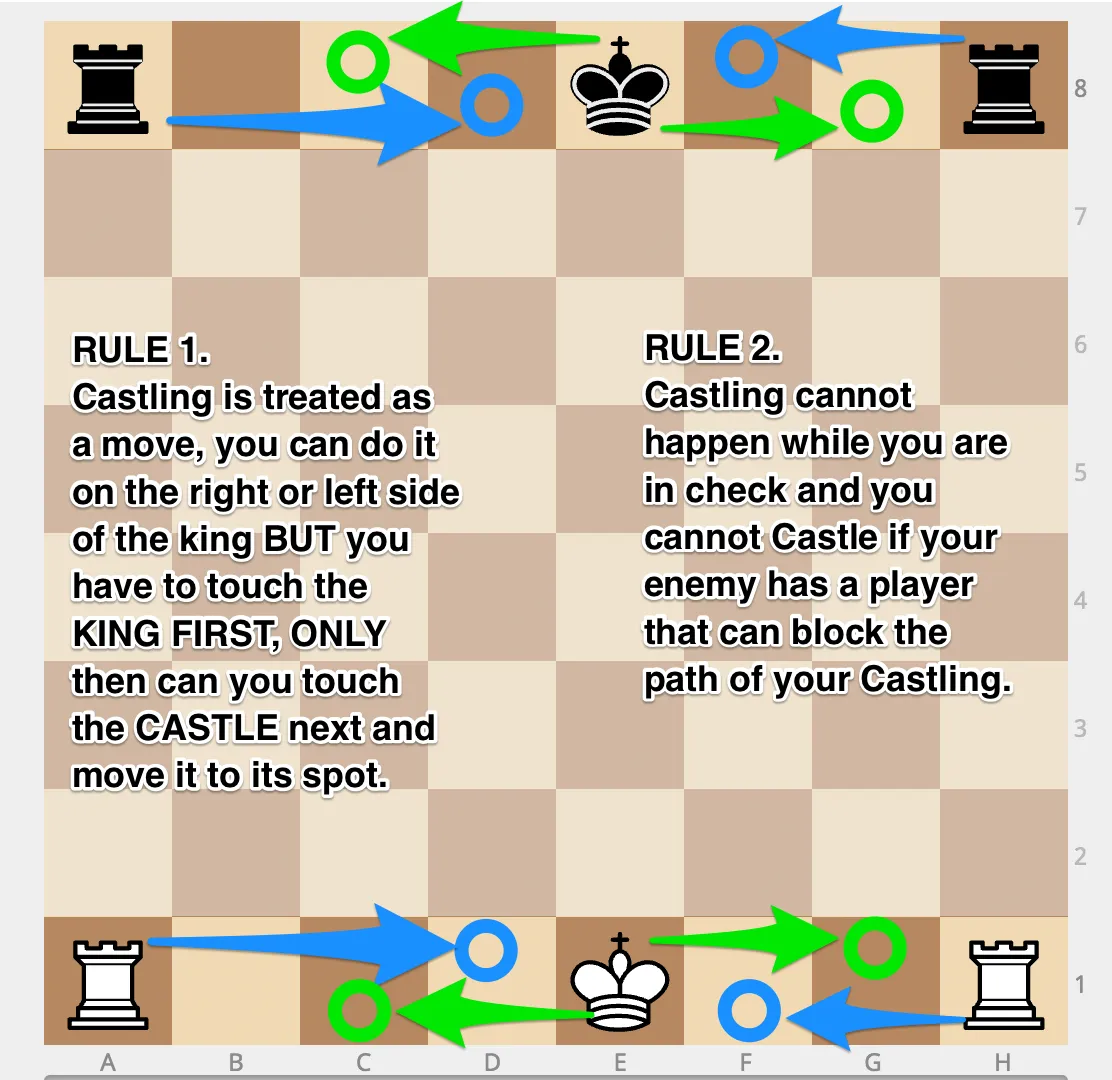 8
7
RULE 1.
Castling is treated as
a move, you can do it
on the right or left side
of the king BUT you
have to touch the
KING FIRST, ONLY
then can you touch
the CASTLE next and
move it to its spot.
RULE 2.
Castling cannot
happen while you are
in check and you
cannot Castle if your
enemy has a player
that can block the
path of your Castling.
6
5
4
3
2
1
A B C D E F G H